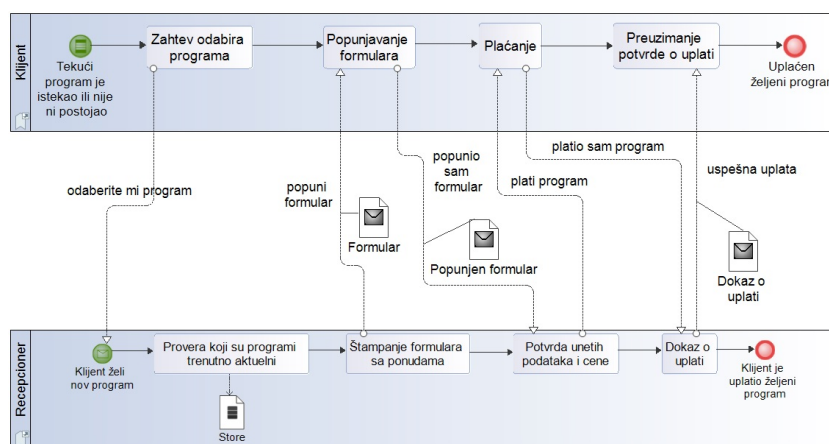 Klijent
Tekući
program je
istekao ili nije
ni postojao
Zahtev odabira
programa
Popunjavanje
formulara
Plaćanje
Preuzimanje
potvrde o uplati
Uplaćen
željeni program
odaberite mi program
popuni
formular
Formular
popunio
sam
formular
Popunjen formular
plati program
platio sam program
uspešna uplata
Dokaz o
uplati
Recepcioner
Klijent želi
nov program
Provera koji su programi
trenutno aktuelni
Store
Štampanje formulara
sa ponudama
Potvrda unetih
podataka i cene
Dokaz o
uplati
Klijent je
uplatio željeni
program